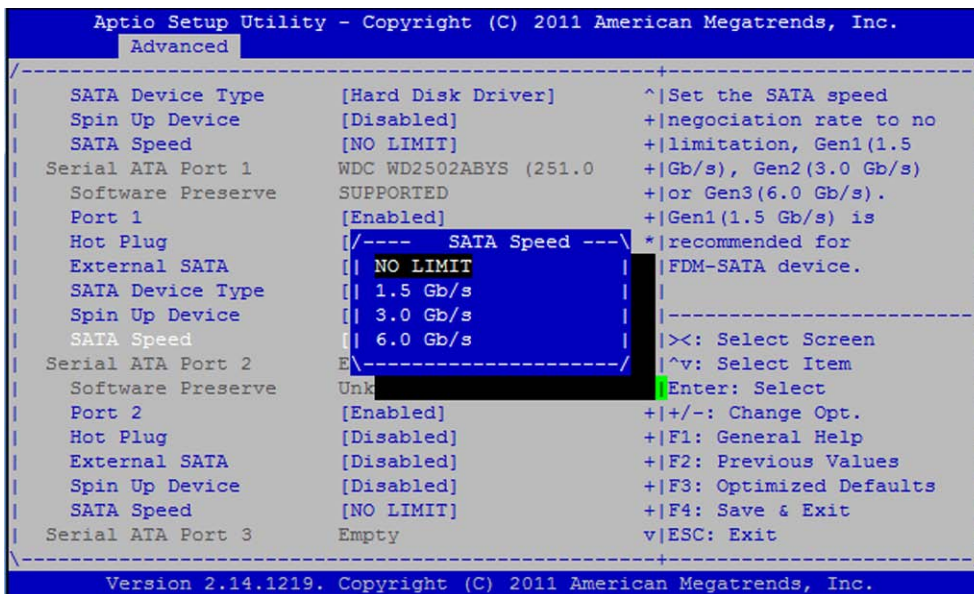 Aptio Setup Utility - Copyright (C) 2011 American Megatrends, Inc.
Advanced
/----------------------------------------------------+-------------------------
| SATA Device Type [Hard Disk Driver] ^|Set the SATA speed
| Spin Up Device [Disabled] +|negociation rate to no
| SATA Speed [NO LIMIT] +|limitation, Gen1(1.5
| Serial ATA Port 1 WDC WD2502ABYS (251.0 +|Gb/s), Gen2(3.0 Gb/s)
| Software Preserve SUPPORTED +|or Gen3(6.0 Gb/s).
| Port 1 [Enabled] +|Gen1(1.5 Gb/s) is
| Hot Plug [/---- SATA Speed ---\ *|recommended for
| External SATA [| NO LIMIT | |FDM-SATA device.
| SATA Device Type [| 1.5 Gb/s | |
| Spin Up Device [| 3.0 Gb/s | |-------------------------
| SATA Speed [| 6.0 Gb/s | |><: Select Screen
| Serial ATA Port 2 E\---------------------/ |^v: Select Item
| Software Preserve Unk |Enter: Select
| Port 2 [Enabled] +|+/-: Change Opt.
| Hot Plug [Disabled] +|F1: General Help
| External SATA [Disabled] +|F2: Previous Values
| Spin Up Device [Disabled] +|F3: Optimized Defaults
| SATA Speed [NO LIMIT] +|F4: Save & Exit
| Serial ATA Port 3 Empty v|ESC: Exit
\----------------------------------------------------+-------------------------
Version 2.14.1219. Copyright (C) 2011 American Megatrends, Inc.